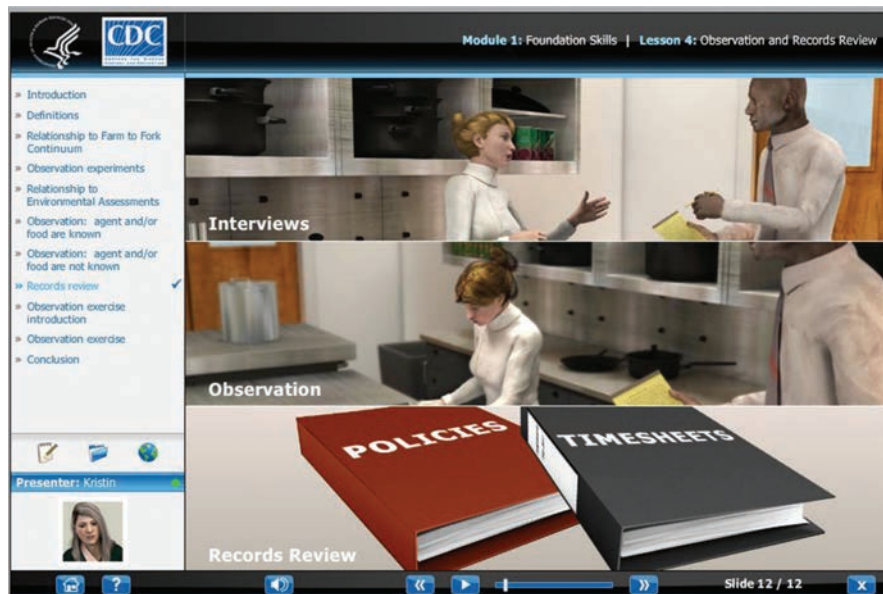 CDC
Module 1: Foundation Skills | Lesson 4: Observation and Records Review
» Introduction
» Definitions
» Relationship to Farm to Fork
Continuum
» Observation experiments
» Relationship to
Environmental Assessments
» Observation: agent and/or
food are known
» Observation: agent and/or
food are not known
» Records review
» Observation exercise
introduction
» Observation exercise
» Conclusion
Presenter: Kristin
Interviews
Observation
POLICIES
TIMESHEETS
Records Review
?
Slide 12 / 12
x